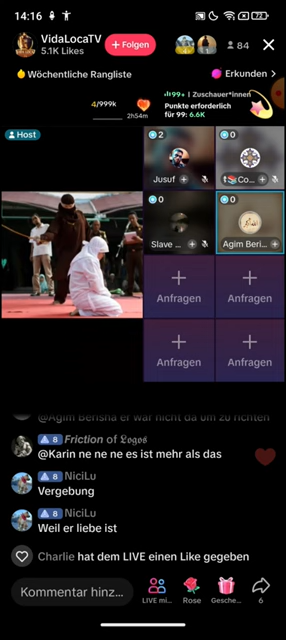 14:16
72
VidaLocaTV
5.1K Likes
+ Folgen
84
Wöchentliche Rangliste
Erkunden >
4/999k
2h54m
99+ | Zuschauer*innen
Punkte erforderlich
für 99: 6.6K
Host
2
Jusuf
0
0
Slave ...
0
Agim Beri...
Anfragen
Anfragen
Anfragen
Anfragen
@Agim Berisha er war nicht da um zu richten
8 Friction of Logos
@Karin ne ne ne es ist mehr als das
8 NiciLu
Vergebung
8 NiciLu
Weil er liebe ist
Charlie hat dem LIVE einen Like gegeben
Kommentar hinz...
LIVE mi...
Rose
Gesche...
6